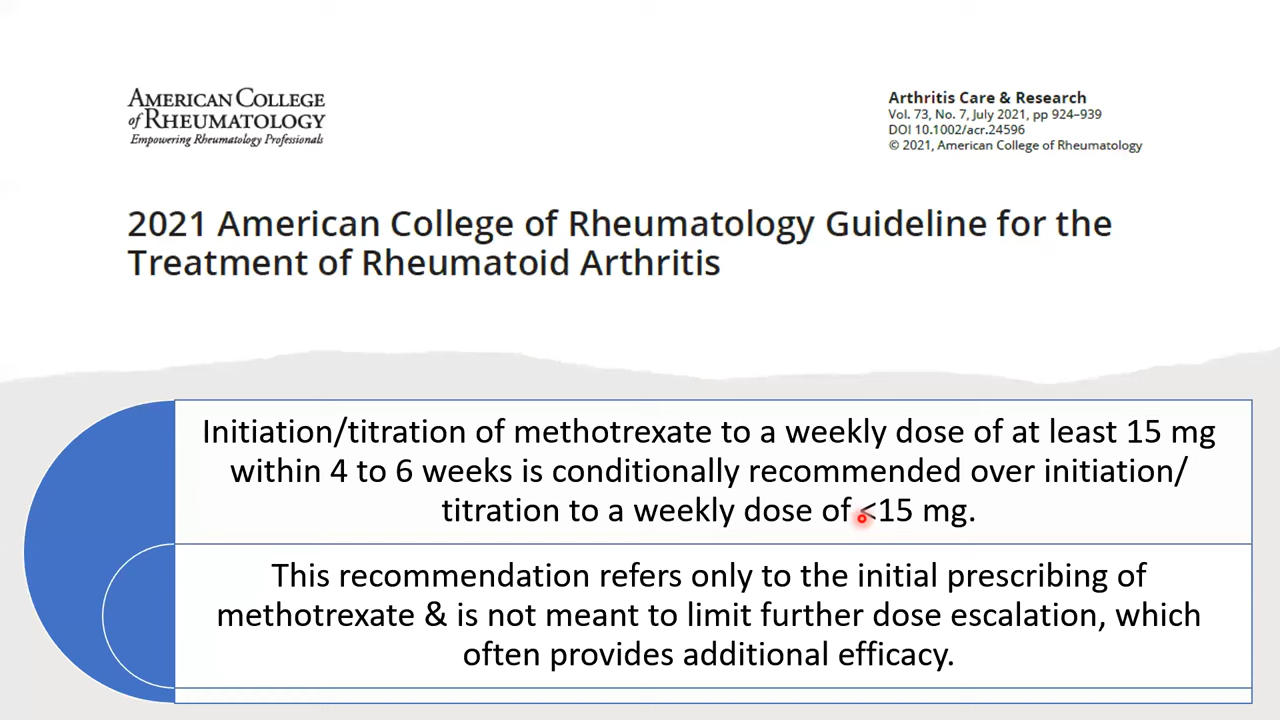 AMERICAN COLLEGE
of RHEUMATOLOGY
Empowering Rheumatology Professionals
Arthritis Care & Research
Vol. 73, No. 7, July 2021, pp 924–939
DOI 10.1002/acr.24596
© 2021, American College of Rheumatology
2021 American College of Rheumatology Guideline for the
Treatment of Rheumatoid Arthritis
Initiation/titration of methotrexate to a weekly dose of at least 15 mg
within 4 to 6 weeks is conditionally recommended over initiation/
titration to a weekly dose of <15 mg.
This recommendation refers only to the initial prescribing of
methotrexate & is not meant to limit further dose escalation, which
often provides additional efficacy.